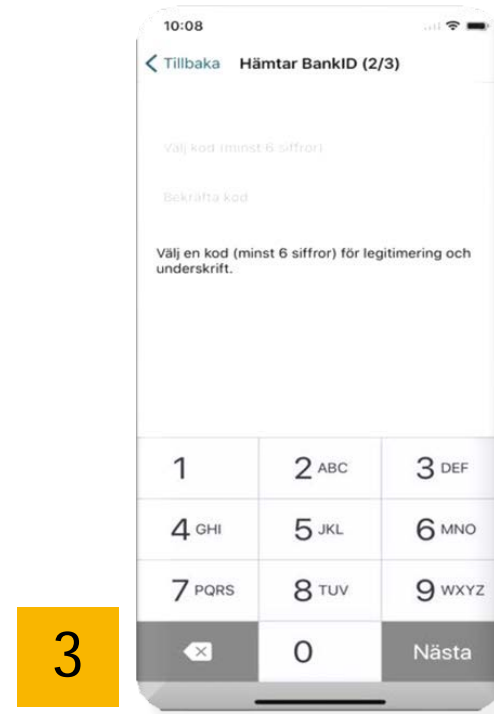 10:08
Tillbaka Hämtar BankID (2/3)
Välj kod (minst 6 siffror)
Bekräfta kod
Välj en kod (minst 6 siffror) för legitimering och
underskrift.
1 2 ABC 3 DEF
4 GHI 5 JKL 6 MNO
7 PQRS 8 TUV 9 WXYZ
0 Nästa
3